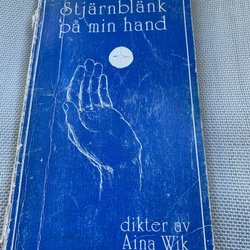 Stjärnblänk
på min hand
dikter av
Aina Wik